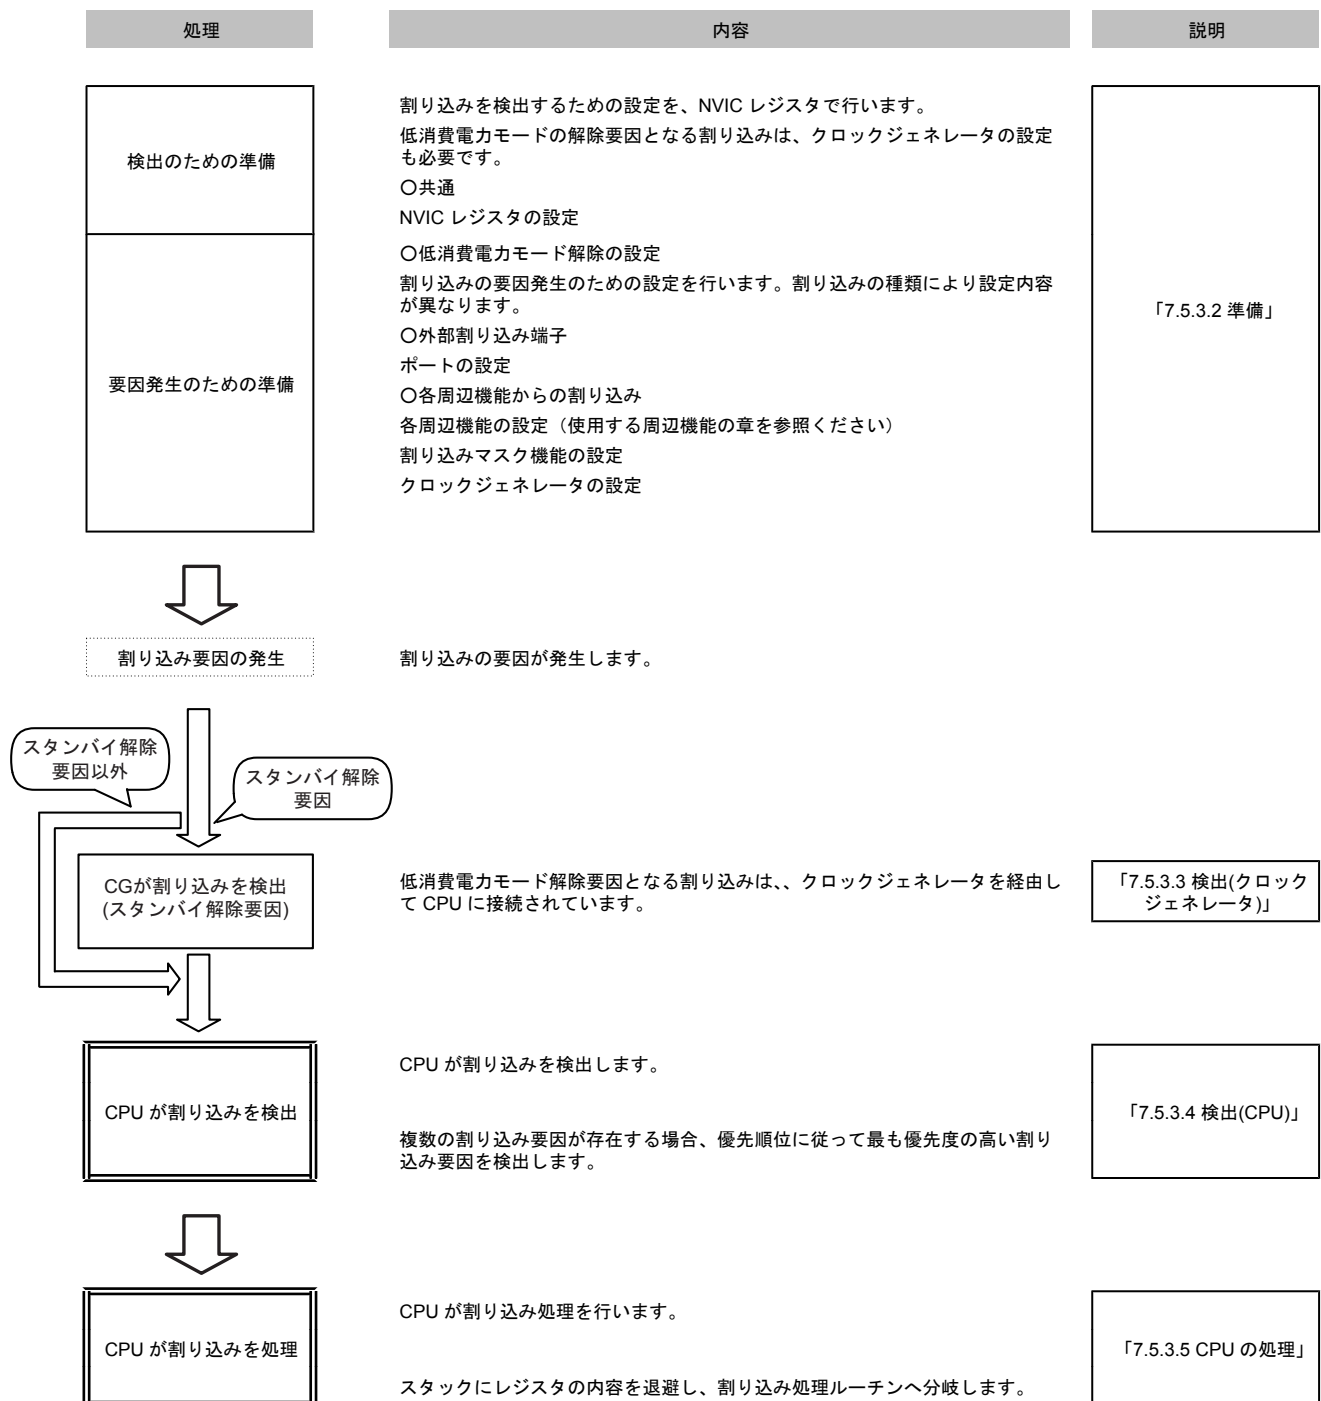 処理
内容
説明
検出のための準備
割り込みを検出するための設定を、NVIC レジスタで行います。
低消費電力モードの解除要因となる割り込みは、クロックジェネレータの設定
も必要です。
〇共通
NVIC レジスタの設定
要因発生のための準備
〇低消費電力モード解除の設定
割り込みの要因発生のための設定を行います。割り込みの種類により設定内容
が異なります。
〇外部割り込み端子
ポートの設定
〇各周辺機能からの割り込み
各周辺機能の設定（使用する周辺機能の章を参照ください）
割り込みマスク機能の設定
クロックジェネレータの設定
「7.5.3.2 準備」
割り込み要因の発生
割り込みの要因が発生します。
スタンバイ解除
要因以外
スタンバイ解除
要因
CGが割り込みを検出
(スタンバイ解除要因)
低消費電力モード解除要因となる割り込みは、、クロックジェネレータを経由し
て CPU に接続されています。
「7.5.3.3 検出(クロック
ジェネレータ)」
CPU が割り込みを検出
CPU が割り込みを検出します。
複数の割り込み要因が存在する場合、優先順位に従って最も優先度の高い割り
込み要因を検出します。
「7.5.3.4 検出(CPU)」
CPU が割り込みを処理
CPU が割り込み処理を行います。
スタックにレジスタの内容を退避し、割り込み処理ルーチンへ分岐します。
「7.5.3.5 CPU の処理」